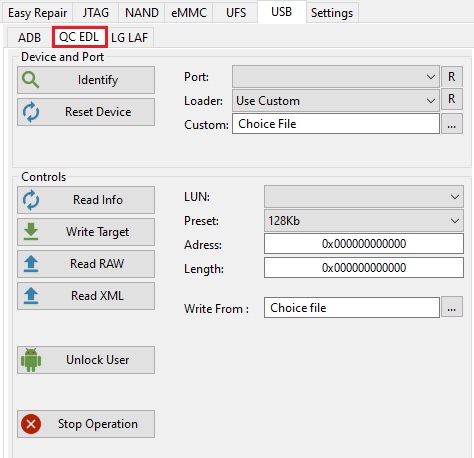 Easy Repair JTAG NAND eMMC UFS USB Settings
ADB QC EDL LG LAF
Device and Port
Identify Port: R
Reset Device Loader: Use Custom R
Custom: Choice File ...
Controls
Read Info LUN:
Write Target Preset: 128Kb
Read RAW Adress: 0x000000000000
Read XML Length: 0x000000000000
Write From : Choice file ...
Unlock User
Stop Operation